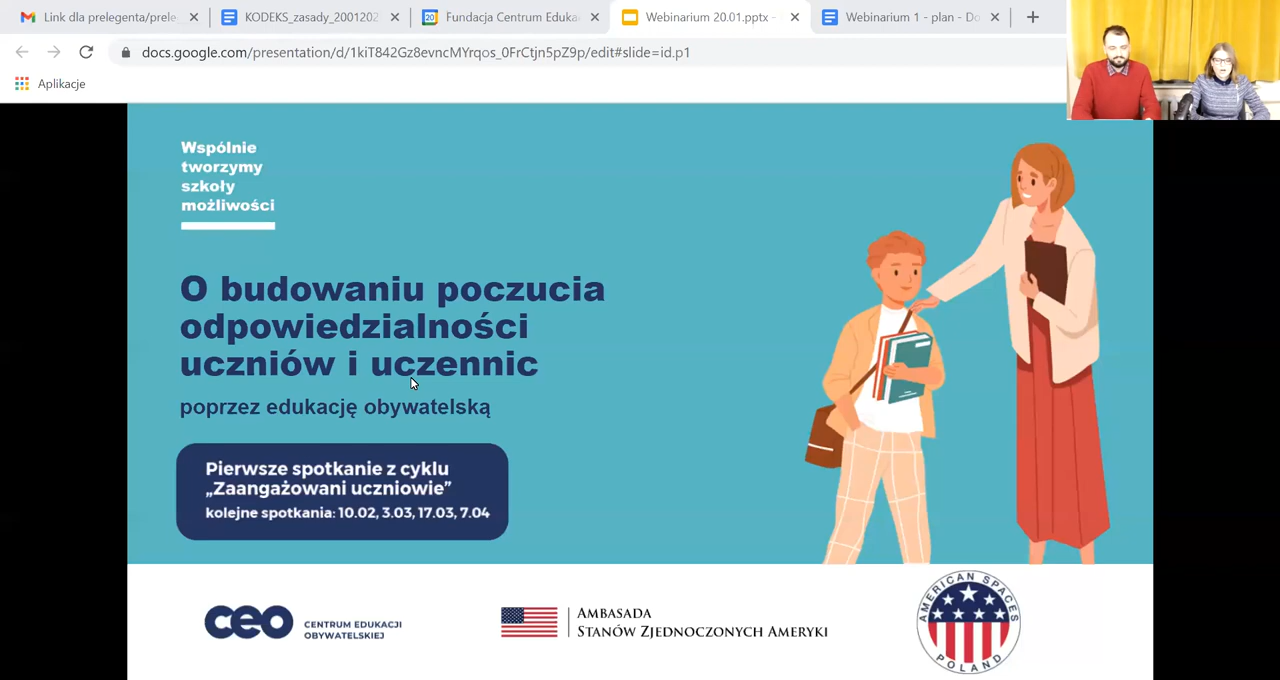 Link dla prelegenta/prele
KODEKS_zasady_2001202
Fundacja Centrum Eduka
Webinarium 20.01.pptx -
Webinarium 1 - plan - Do
docs.google.com/presentation/d/1kiT842Gz8evncMYrqos_0FrCtjn5pZ9p/edit#slide=id.p1
Aplikacje
Wspólnie
tworzymy
szkoły
możliwości
O budowaniu poczucia
odpowiedzialności
uczniów i uczennic
poprzez edukację obywatelską
Pierwsze spotkanie z cyklu
„Zaangażowani uczniowie”
kolejne spotkania: 10.02, 3.03, 17.03, 7.04
ceo CENTRUM EDUKACJI
OBYWATELSKIEJ
AMBASADA
STANÓW ZJEDNOCZONYCH AMERYKI
AMERICAN SPACES
POLAND